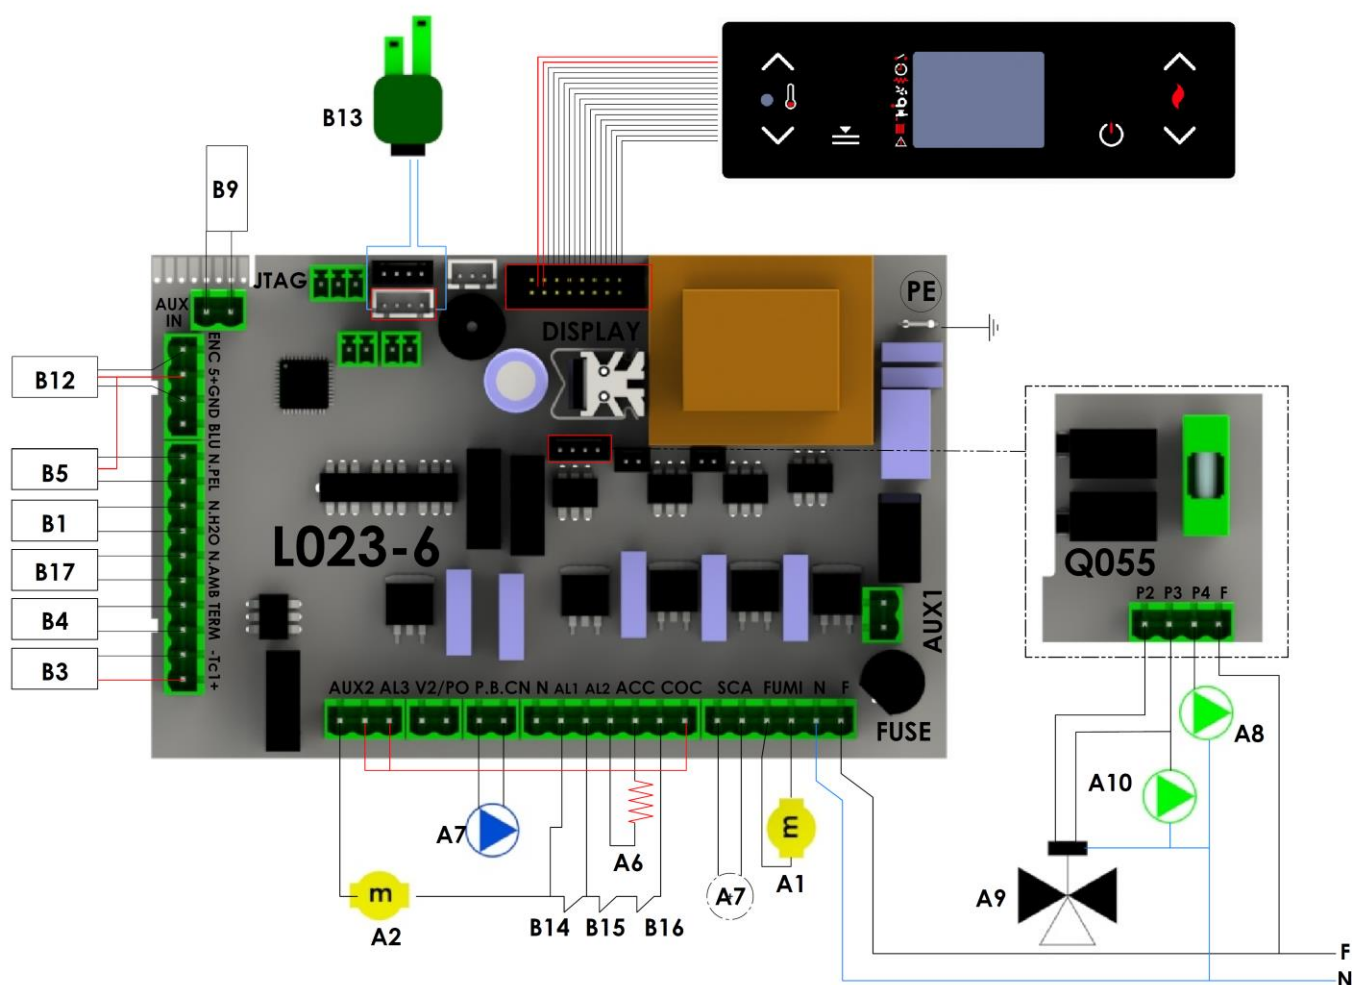 B13
B9
JTAG
AUX
IN
DISPLAY
PE
B12
B5
B1
B17
B4
B3
ENC 5+GND BLU N.PEL N.H2O N.AMB TERM -Tc1+
L023-6
Q055
P2 P3 P4 F
AUX1
FUSE
AUX2 AL3 V2/PO P.B.CN N AL1 AL2 ACC COC SCA FUMI N F
A8
A10
A7
m
A6
A7
A1
m
A2
B14 B15 B16
A9
F
N